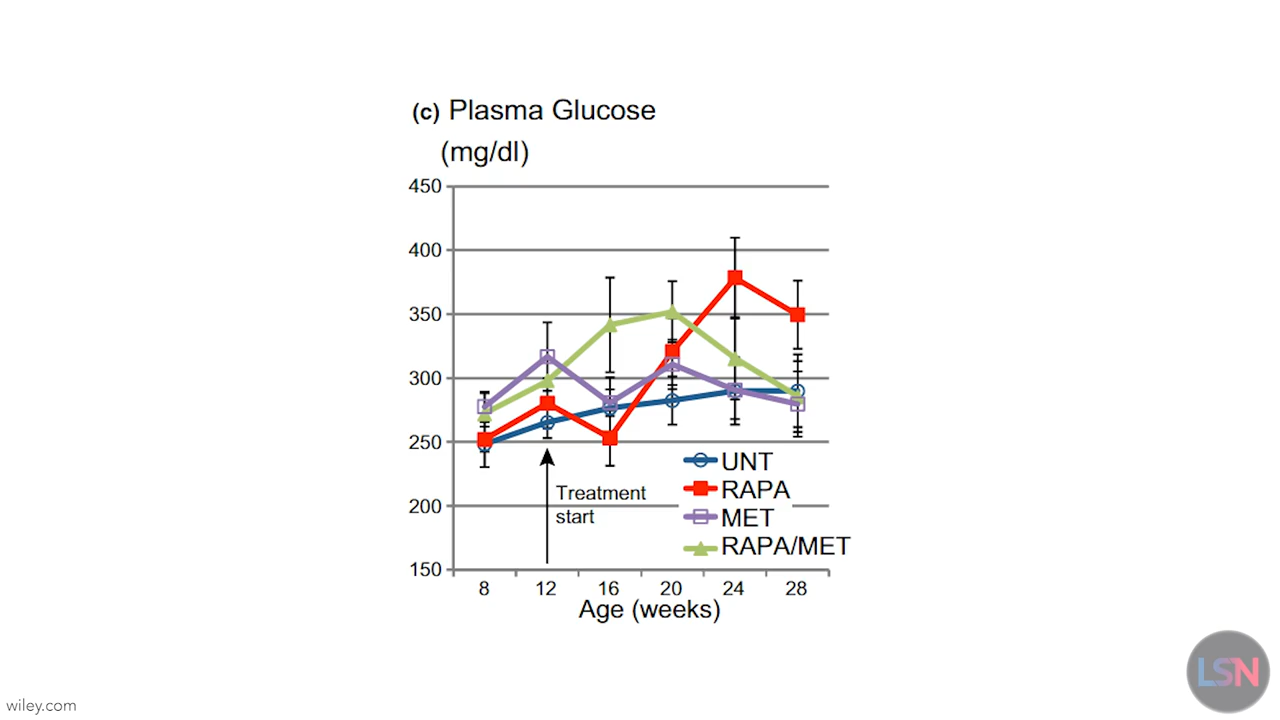 (c) Plasma Glucose
(mg/dl)
450
400
350
300
250
200
150
Treatment
start
UNT
RAPA
MET
RAPA/MET
8 12 16 20 24 28
Age (weeks)
LSN
wiley.com